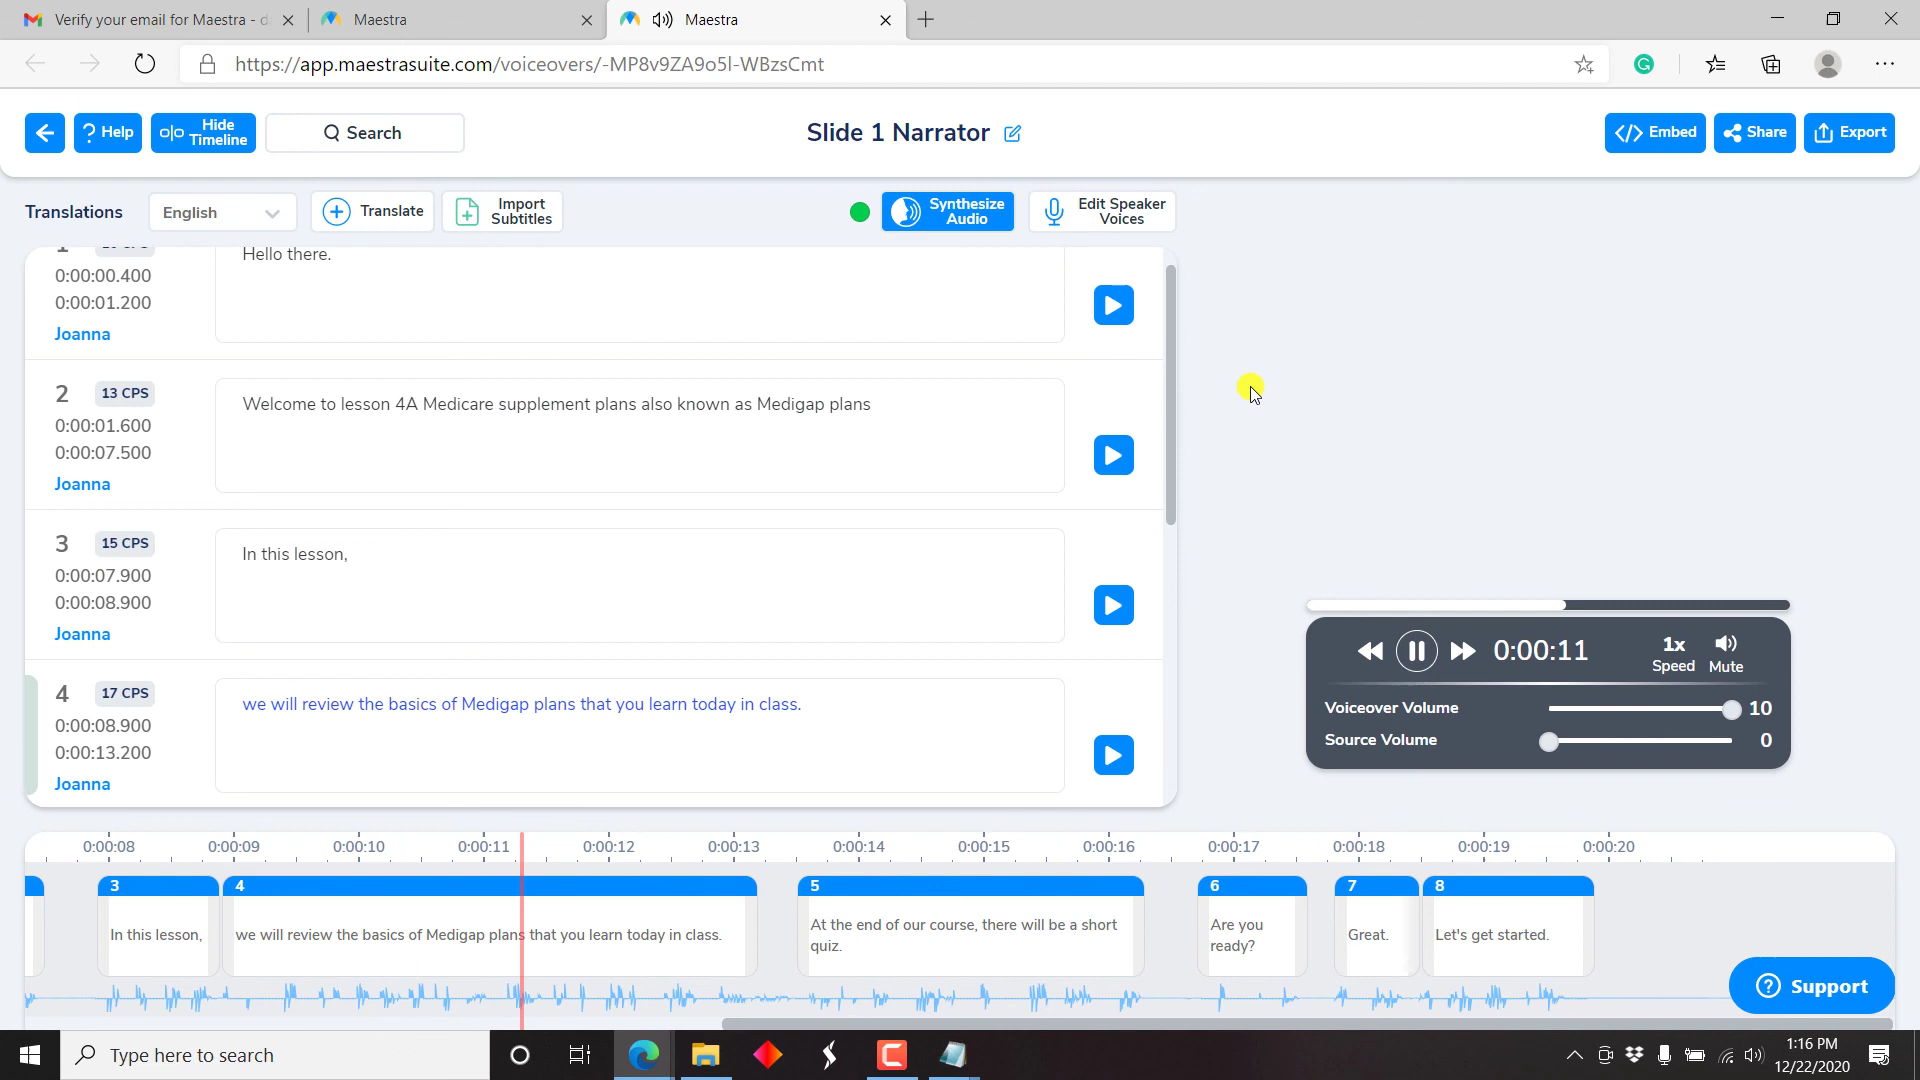 Verify your email for Maestra - d
Maestra
Maestra
https://app.maestrasuite.com/voiceovers/-MP8v9ZA9o5l-WBzsCmt
? Help
Hide
Timeline
Search
Slide 1 Narrator
</> Embed
Share
Export
Translations
English
Translate
Import
Subtitles
Synthesize
Audio
Edit Speaker
Voices
1
0:00:00.400
0:00:01.200
Joanna
Hello there.
2
13 CPS
0:00:01.600
0:00:07.500
Joanna
Welcome to lesson 4A Medicare supplement plans also known as Medigap plans
3
15 CPS
0:00:07.900
0:00:08.900
Joanna
In this lesson,
4
17 CPS
0:00:08.900
0:00:13.200
Joanna
we will review the basics of Medigap plans that you learn today in class.
0:00:11
1x
Speed
Mute
Voiceover Volume
10
Source Volume
0
0:00:08
0:00:09
0:00:10
0:00:11
0:00:12
0:00:13
0:00:14
0:00:15
0:00:16
0:00:17
0:00:18
0:00:19
0:00:20
3
In this lesson,
4
we will review the basics of Medigap plans that you learn today in class.
5
At the end of our course, there will be a short
quiz.
6
Are you
ready?
7
Great.
8
Let's get started.
? Support
Type here to search
1:16 PM
12/22/2020